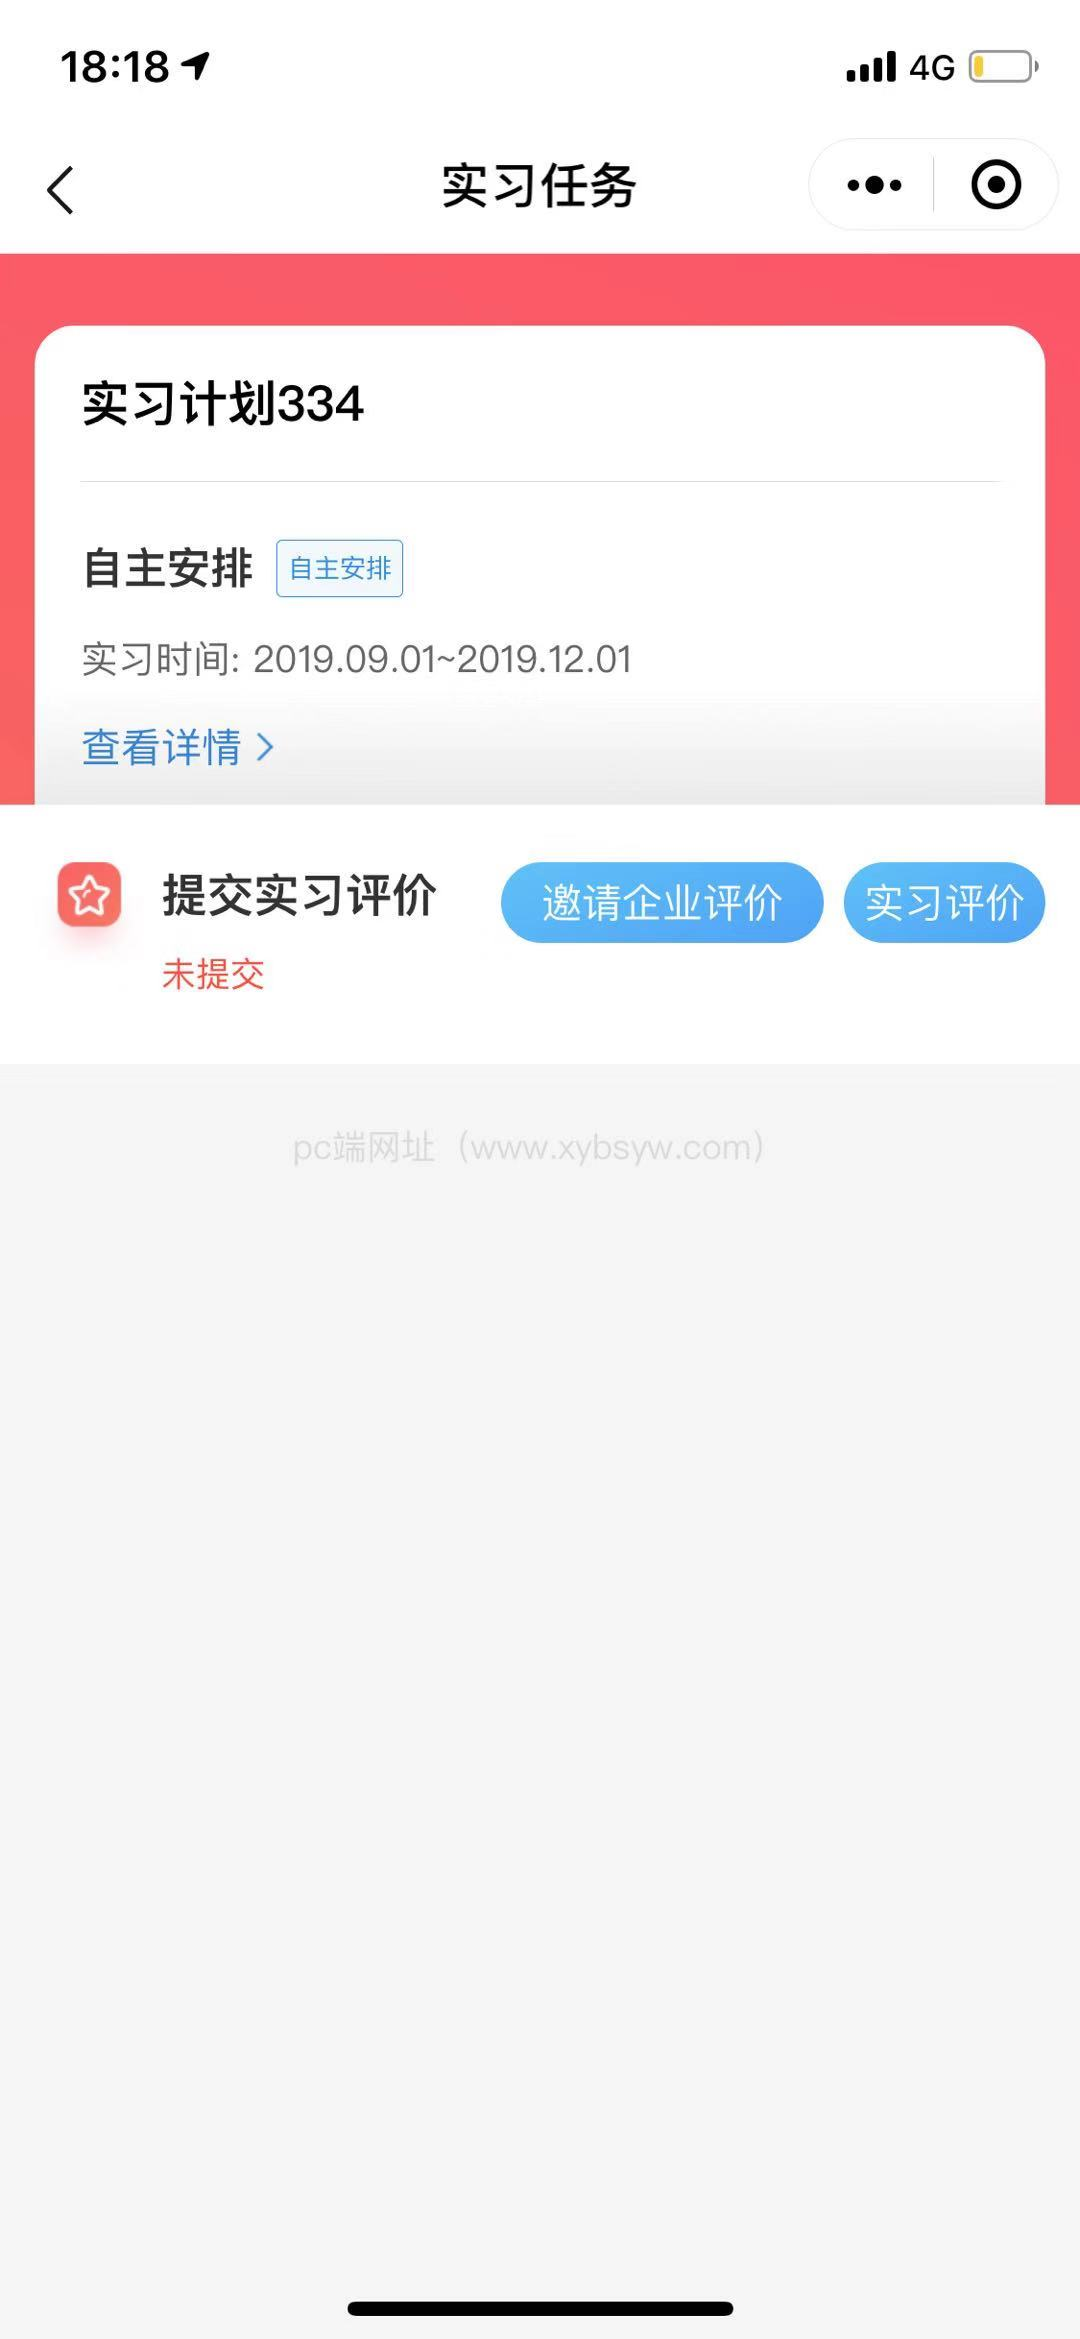 18:18
4G
实习任务
实习计划334
自主安排 自主安排
实习时间: 2019.09.01~2019.12.01
查看详情
提交实习评价 邀请企业评价 实习评价
未提交
pc端网址（www.xybsyw.com）